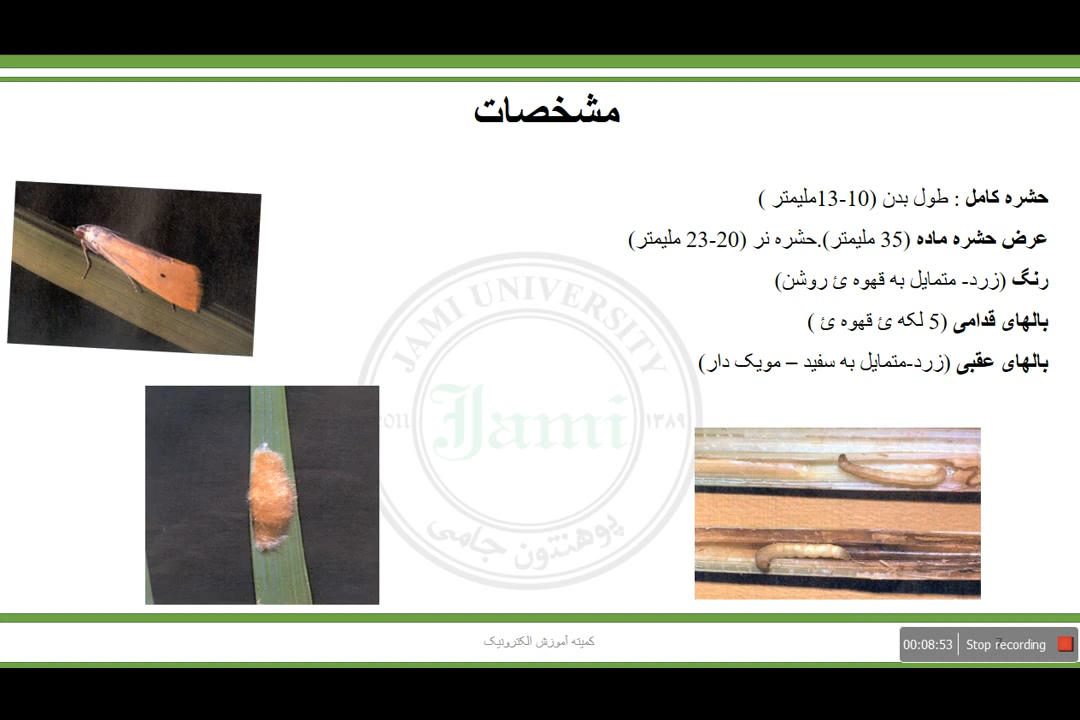 مشخصات
حشره کامل : طول بدن (10-13ملیمتر )
عرض حشره ماده (35 ملیمتر).حشره نر (20-23 ملیمتر)
رنگ (زرد- متمایل به قهوه ئ روشن)
بالهای قدامی (5 لکه ئ قهوه ئ )
بالهای عقبی (زرد-متمایل به سفید – مویک دار)
JAMI UNIVERSITY
Jami
۱۳۸۹
پوهنتون جامی
کمیته آموزش الکترونیک
7
00:08:53 Stop recording